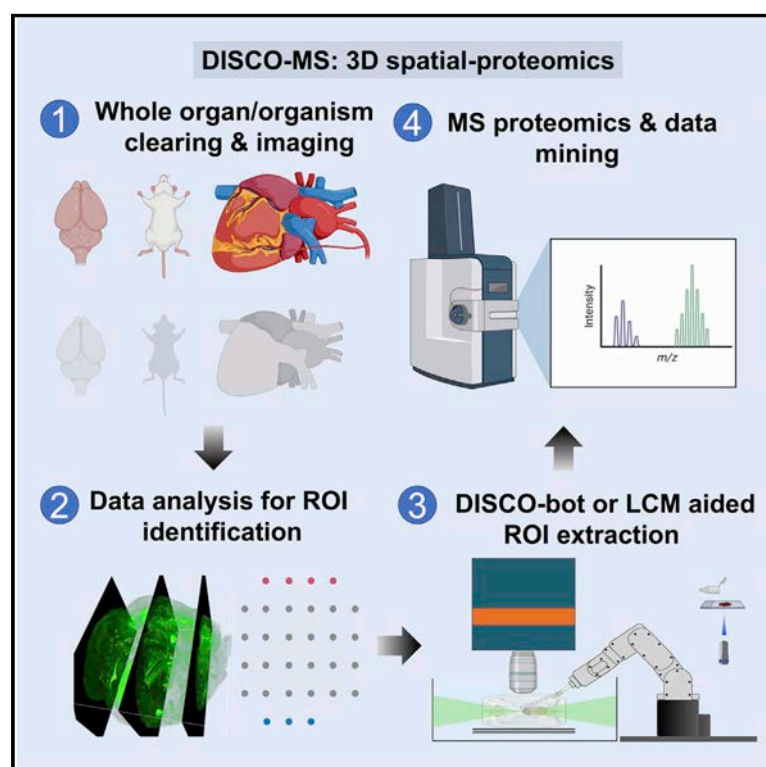 DISCO-MS: 3D spatial-proteomics
1 Whole organ/organism
clearing & imaging
2 Data analysis for ROI
identification
3 DISCO-bot or LCM aided
ROI extraction
4 MS proteomics & data
mining
Intensity
m/z